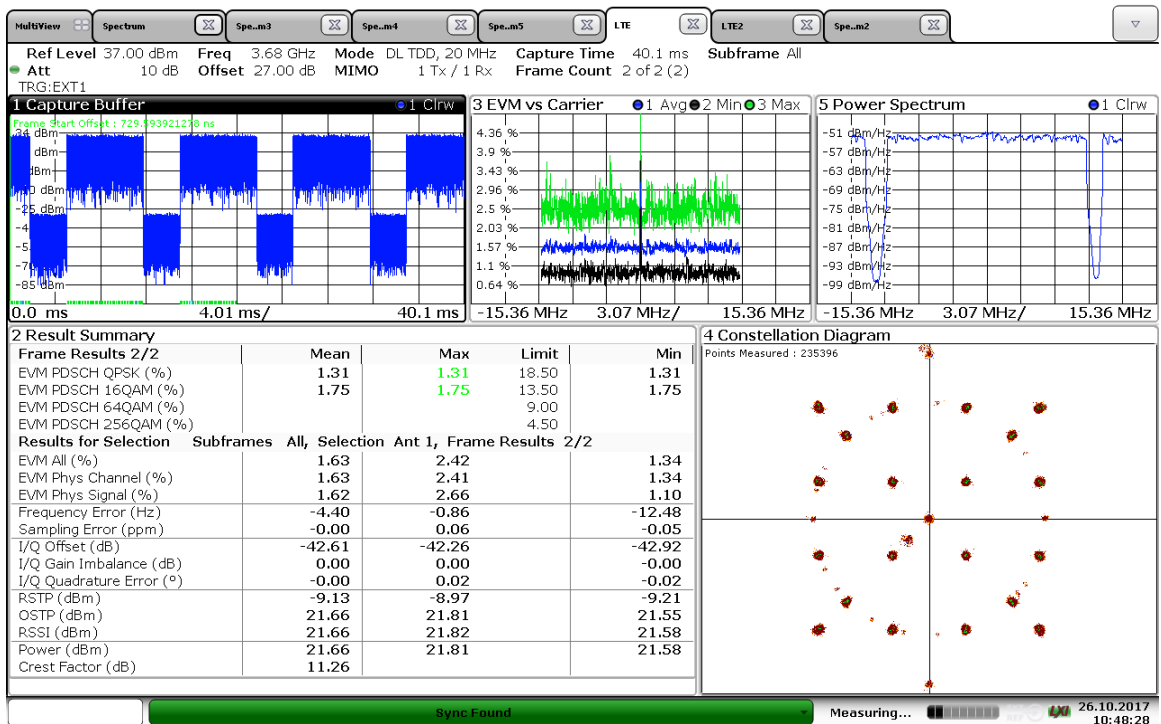 MultiView Spectrum Spe..m3 Spe..m4 Spe..m5 LTE LTE2 Spe..m2
Ref Level 37.00 dBm Freq 3.68 GHz Mode DL TDD, 20 MHz Capture Time 40.1 ms Subframe All
Att 10 dB Offset 27.00 dB MIMO 1 Tx / 1 Rx Frame Count 2 of 2 (2)
TRG:EXT1
1 Capture Buffer 1 Clrw
Frame Start Offset : 729.593921278 ns
34 dBm
dBm
dBm
dBm
-25 dBm
-85 dBm
0.0 ms 4.01 ms/ 40.1 ms
3 EVM vs Carrier 1 Avg 2 Min 3 Max
4.36 %
3.9 %
3.43 %
2.96 %
2.5 %
2.03 %
1.57 %
1.1 %
0.64 %
-15.36 MHz 3.07 MHz/ 15.36 MHz
5 Power Spectrum 1 Clrw
-51 dBm/Hz
-57 dBm/Hz
-63 dBm/Hz
-69 dBm/Hz
-75 dBm/Hz
-81 dBm/Hz
-87 dBm/Hz
-93 dBm/Hz
-99 dBm/Hz
-15.36 MHz 3.07 MHz/ 15.36 MHz
2 Result Summary
Frame Results 2/2 Mean Max Limit Min
EVM PDSCH QPSK (%) 1.31 1.31 18.50 1.31
EVM PDSCH 16QAM (%) 1.75 1.75 13.50 1.75
EVM PDSCH 64QAM (%) 9.00
EVM PDSCH 256QAM (%) 4.50
Results for Selection Subframes All, Selection Ant 1, Frame Results 2/2
EVM All (%) 1.63 2.42 1.34
EVM Phys Channel (%) 1.63 2.41 1.34
EVM Phys Signal (%) 1.62 2.66 1.10
Frequency Error (Hz) -4.40 -0.86 -12.48
Sampling Error (ppm) -0.00 0.06 -0.05
I/Q Offset (dB) -42.61 -42.26 -42.92
I/Q Gain Imbalance (dB) 0.00 0.00 -0.00
I/Q Quadrature Error (°) -0.00 0.02 -0.02
RSTP (dBm) -9.13 -8.97 -9.21
OSTP (dBm) 21.66 21.81 21.55
RSSI (dBm) 21.66 21.82 21.58
Power (dBm) 21.66 21.81 21.58
Crest Factor (dB) 11.26
4 Constellation Diagram
Points Measured : 235396
Sync Found
Measuring...
LXI
26.10.2017
10:48:28